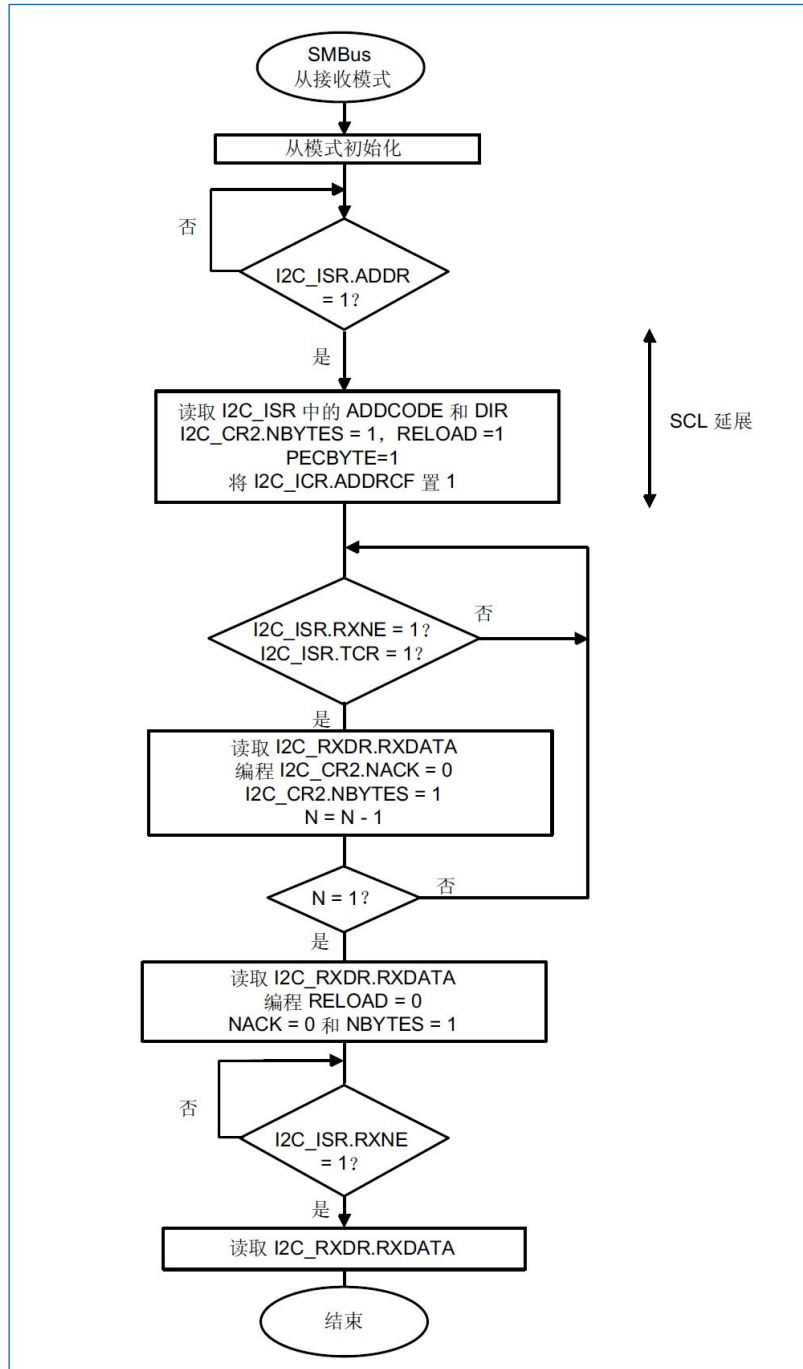 SMBus
从接收模式
从模式初始化
否
I2C_ISR.ADDR
= 1？
是
读取 I2C_ISR 中的 ADDCODE 和 DIR
I2C_CR2.NBYTES = 1，RELOAD =1
PECBYTE=1
将 I2C_ICR.ADDRCF 置 1
SCL 延展
否
I2C_ISR.RXNE = 1？
I2C_ISR.TCR = 1？
是
读取 I2C_RXDR.RXDATA
编程 I2C_CR2.NACK = 0
I2C_CR2.NBYTES = 1
N = N - 1
N = 1？
否
是
读取 I2C_RXDR.RXDATA
编程 RELOAD = 0
NACK = 0 和 NBYTES = 1
否
I2C_ISR.RXNE
= 1？
是
读取 I2C_RXDR.RXDATA
结束